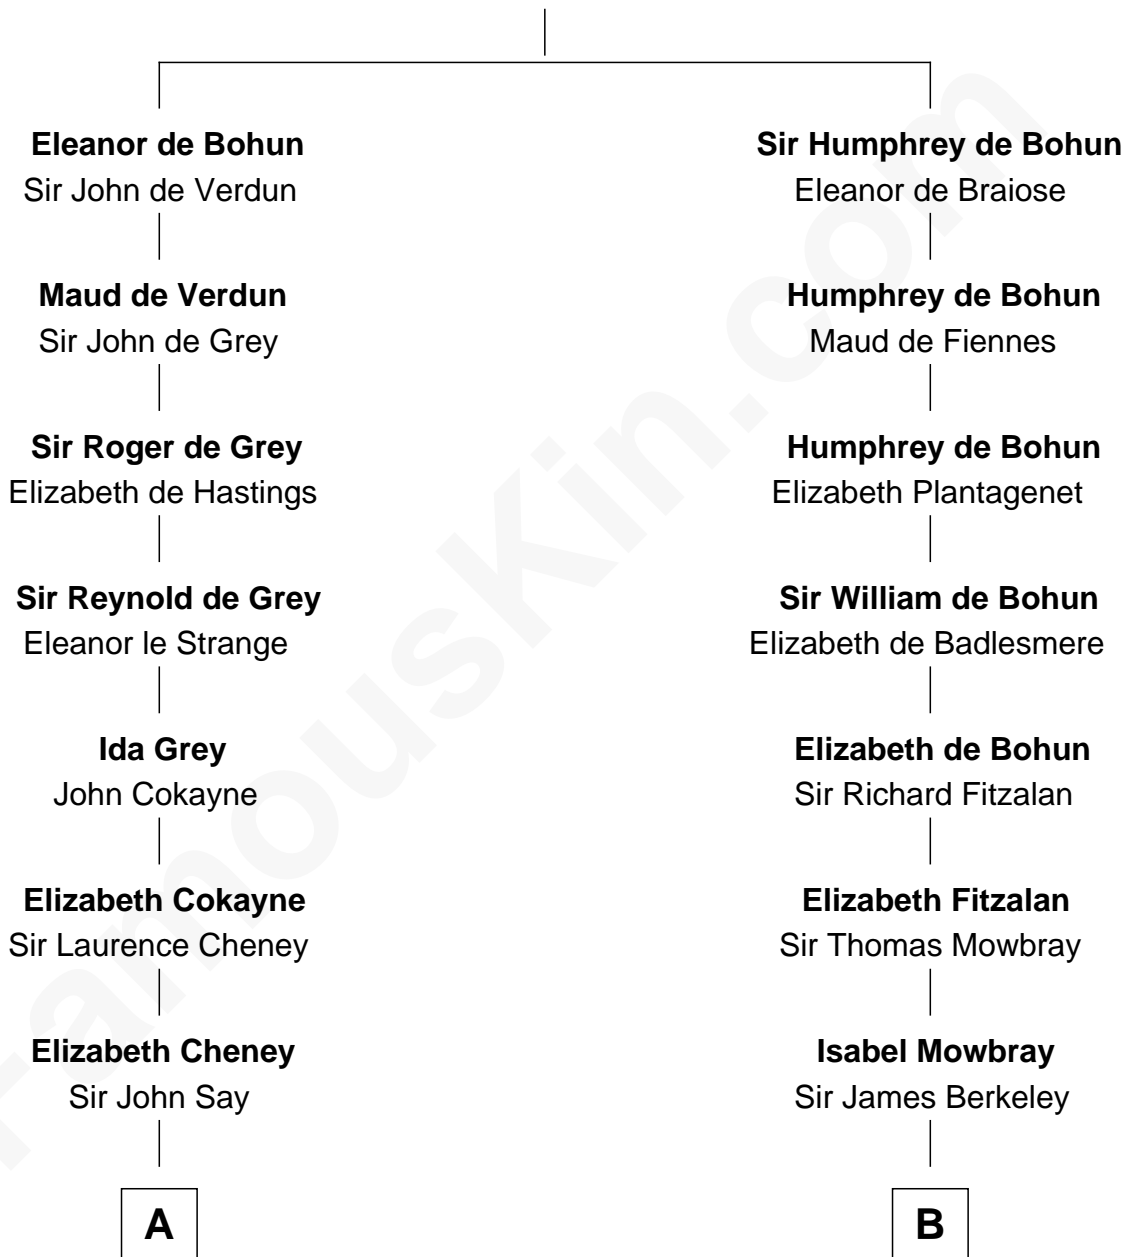 Eleanor de Bohun
Sir John de Verdun
Maud de Verdun
Sir John de Grey
Sir Roger de Grey
Elizabeth de Hastings
Sir Reynold de Grey
Eleanor le Strange
Ida Grey
John Cokayne
Elizabeth Cokayne
Sir Laurence Cheney
Elizabeth Cheney
Sir John Say
A
Sir Humphrey de Bohun
Eleanor de Braiose
Humphrey de Bohun
Maud de Fiennes
Humphrey de Bohun
Elizabeth Plantagenet
Sir William de Bohun
Elizabeth de Badlesmere
Elizabeth de Bohun
Sir Richard Fitzalan
Elizabeth Fitzalan
Sir Thomas Mowbray
Isabel Mowbray
Sir James Berkeley
B
FamousKin.com